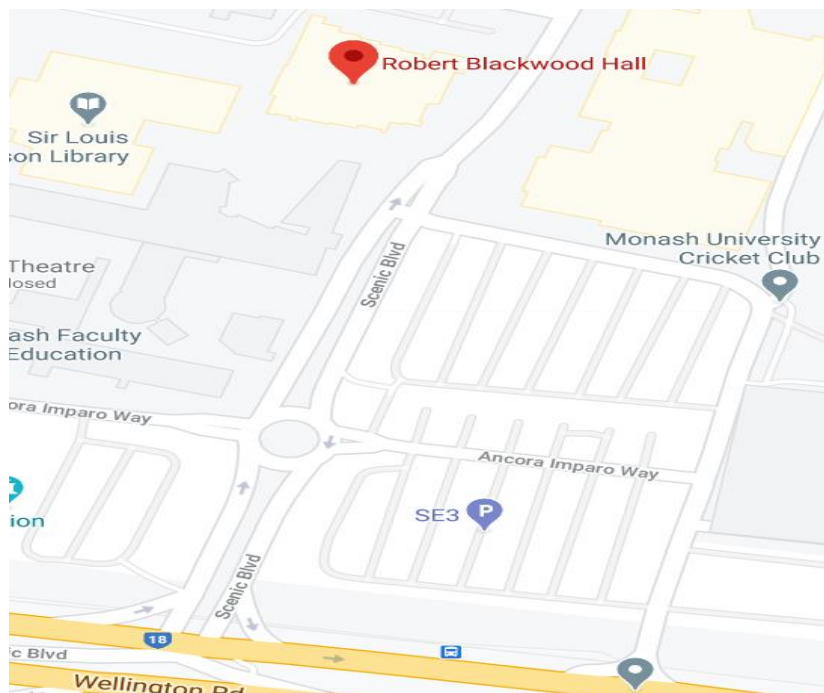 Robert Blackwood Hall
Sir Louis
son Library
Scenic Blvd
Monash University
Cricket Club
Theatre
losed
ash Faculty
Education
ora Imparo Way
Ancora Imparo Way
SE3
P
ion
Scenic Blvd
18
ic Blvd
Wellington Rd